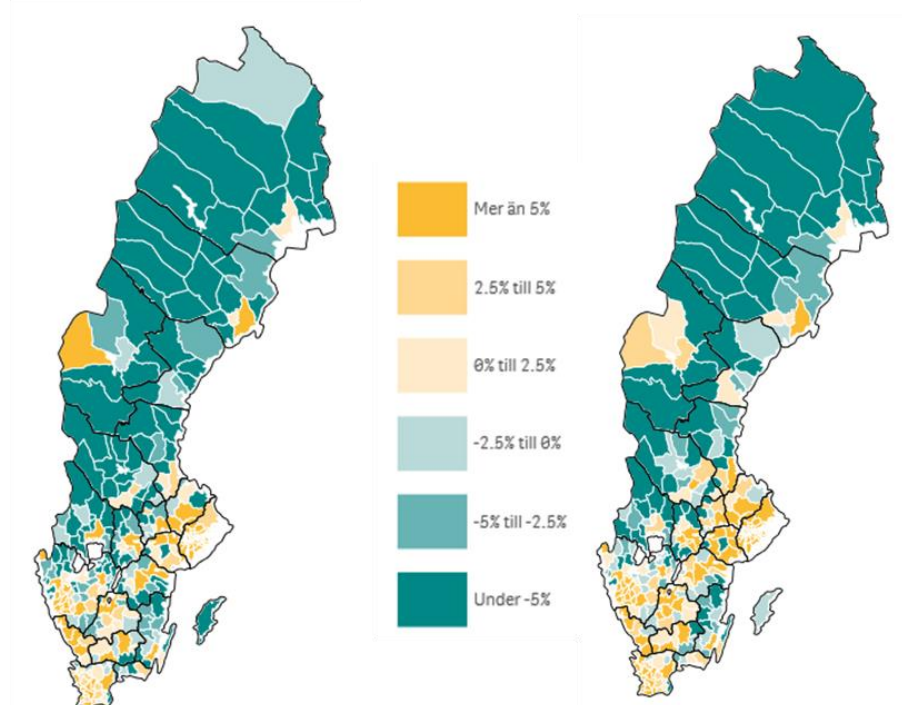 Mer än 5%
2.5% till 5%
0% till 2.5%
-2.5% till 0%
-5% till -2.5%
Under -5%